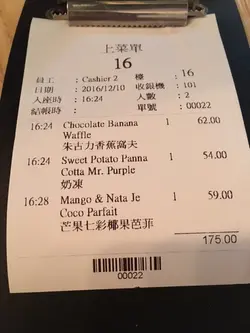 上菜單
16
員工 : Cashier 2 檯 : 16
日期 : 2016/12/10 收銀機 : 101
入座時 : 16:24 人數 : 2
結帳時 : 單號 : 00022
16:24 Chocolate Banana 1 62.00
Waffle
朱古力香蕉窩夫
16:24 Sweet Potato Panna 1 54.00
Cotta Mr. Purple
奶凍
16:28 Mango & Nata Je 1 59.00
Coco Parfait
芒果七彩椰果芭菲
175.00
00022